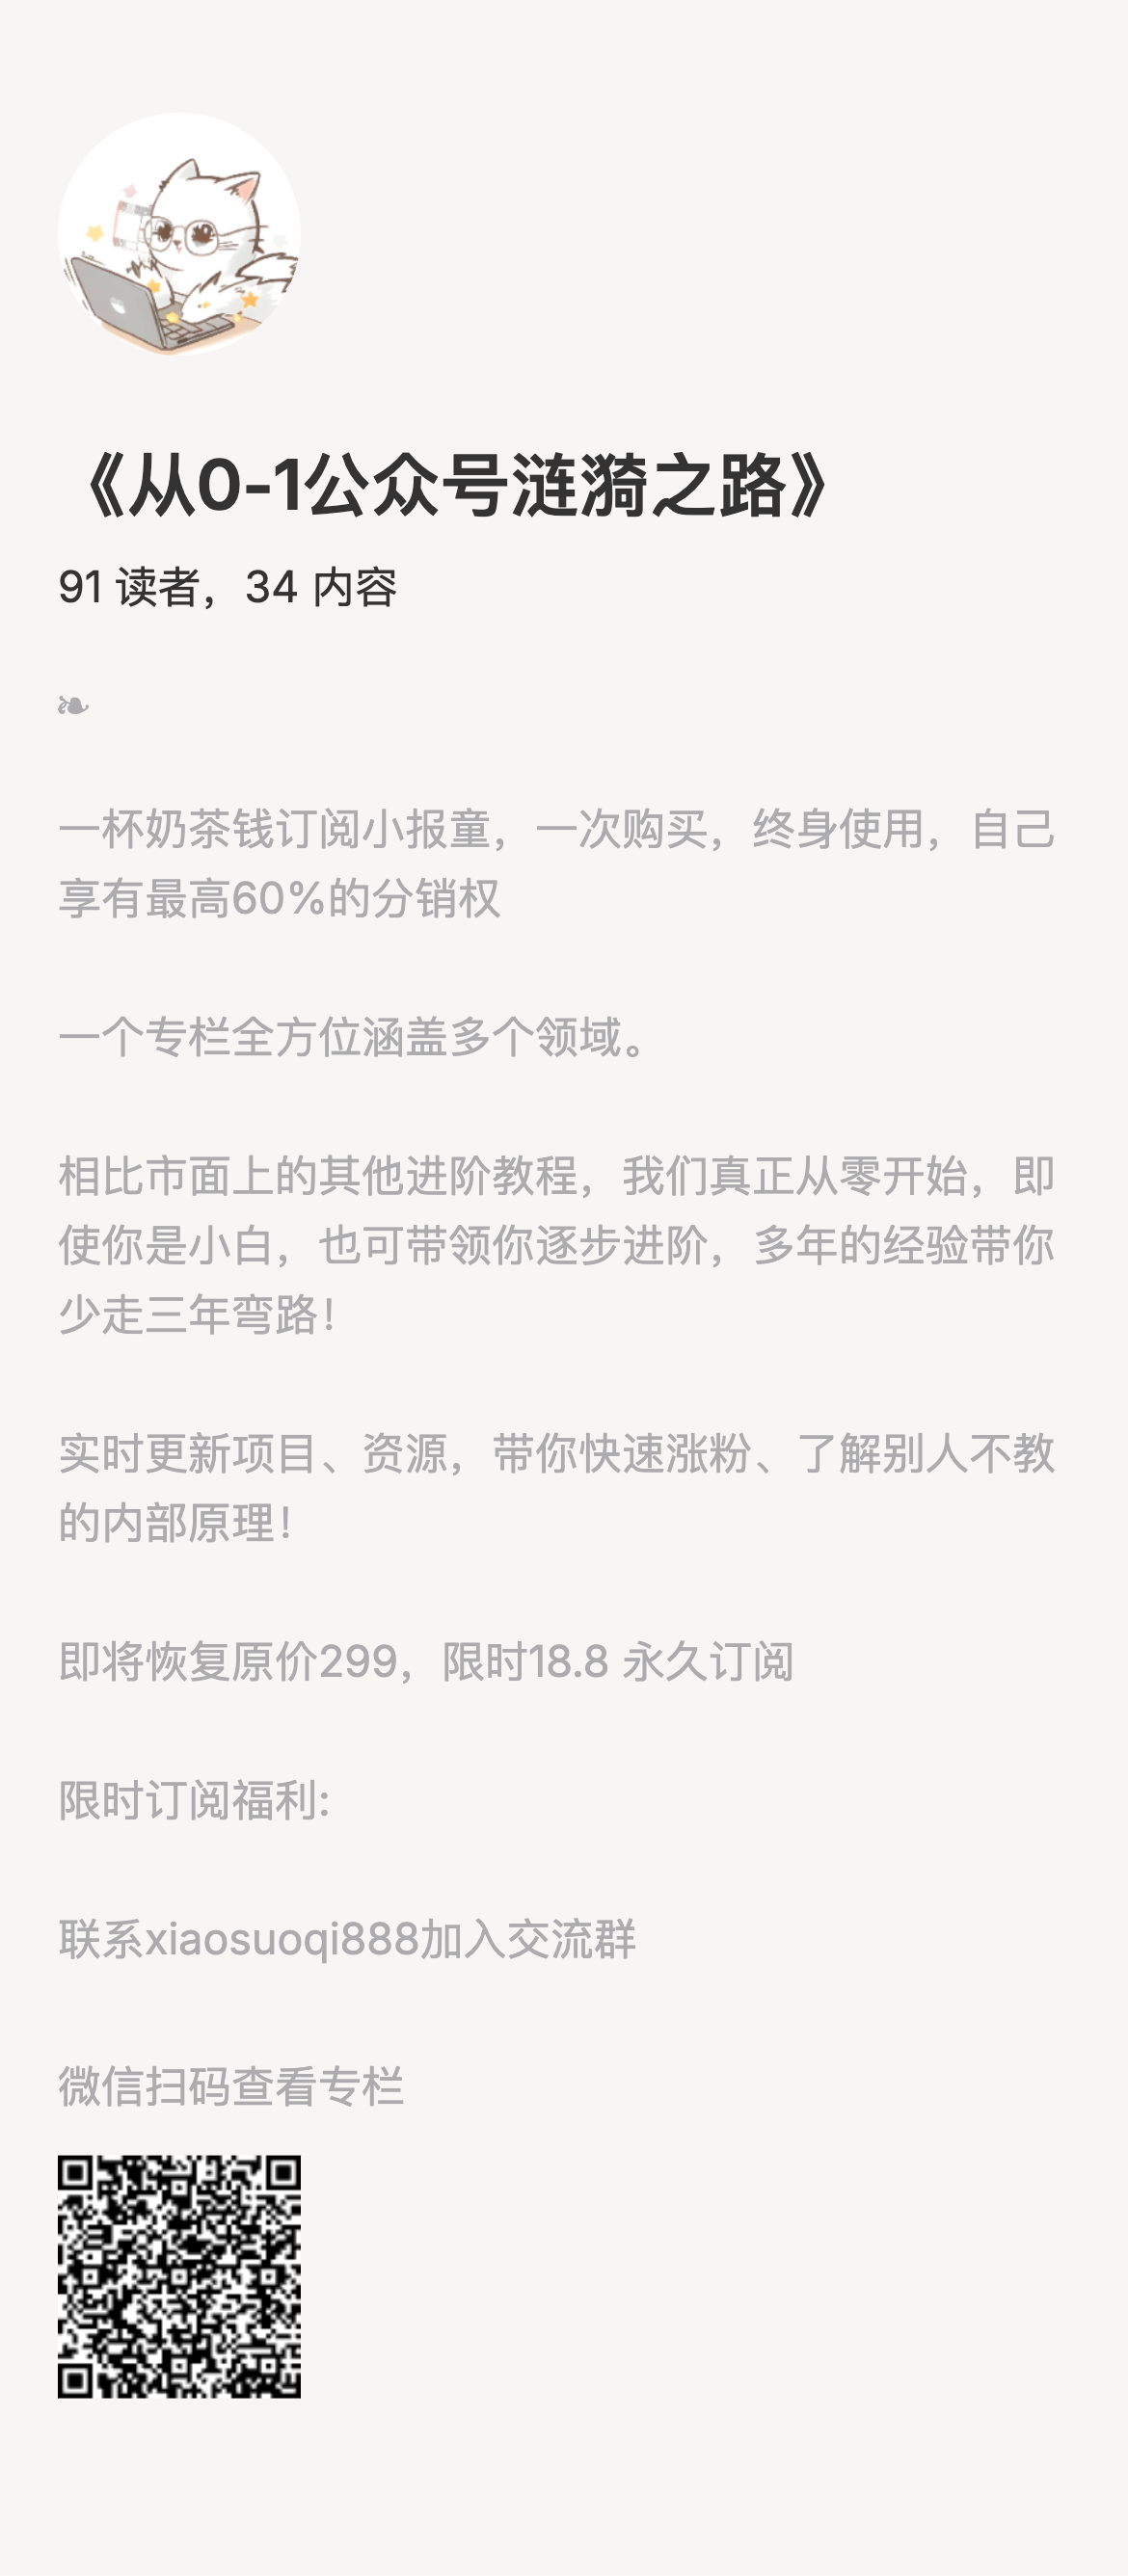 《从0-1公众号涟漪之路》
91 读者，34 内容
❧
一杯奶茶钱订阅小报童，一次购买，终身使用，自己
享有最高60%的分销权
一个专栏全方位涵盖多个领域。
相比市面上的其他进阶教程，我们真正从零开始，即
使你是小白，也可带领你逐步进阶，多年的经验带你
少走三年弯路！
实时更新项目、资源，带你快速涨粉、了解别人不教
的内部原理！
即将恢复原价299，限时18.8 永久订阅
限时订阅福利:
联系xiaosuoqi888加入交流群
微信扫码查看专栏